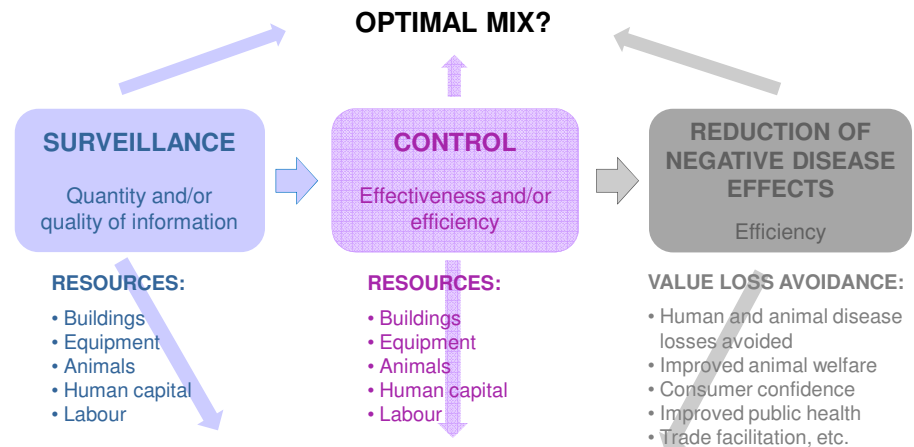 OPTIMAL MIX?
SURVEILLANCE
Quantity and/or
quality of information
CONTROL
Effectiveness and/or
efficiency
REDUCTION OF
NEGATIVE DISEASE
EFFECTS
Efficiency
RESOURCES:
• Buildings
• Equipment
• Animals
• Human capital
• Labour
RESOURCES:
• Buildings
• Equipment
• Animals
• Human capital
• Labour
VALUE LOSS AVOIDANCE:
• Human and animal disease
losses avoided
• Improved animal welfare
• Consumer confidence
• Improved public health
• Trade facilitation, etc.